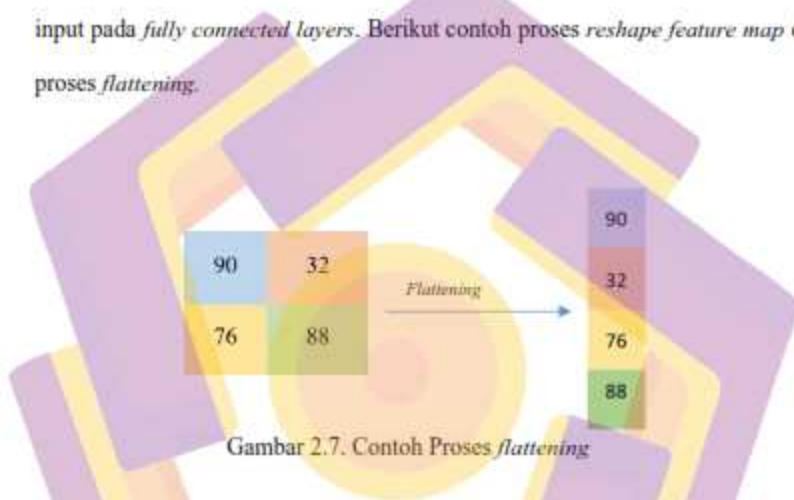 input pada fully connected layers. Berikut contoh proses reshape feature map
proses flattening.
90 32
76 88
Flattening
90
32
76
88
Gambar 2.7. Contoh Proses flattening